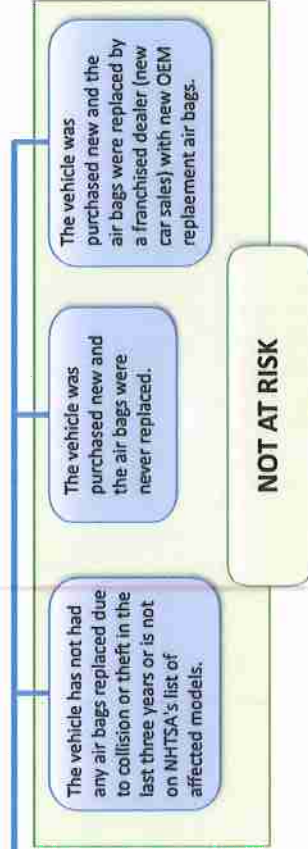 The vehicle has not had
any air bags replaced due
to collision or theft in the
last three years or is not
on NHTSA's list of
affected models.
The vehicle was
purchased new and
the air bags were
never replaced.
The vehicle was
purchased new and the
air bags were replaced by
a franchised dealer (new
car sales) with new OEM
replaement air bags.
NOT AT RISK